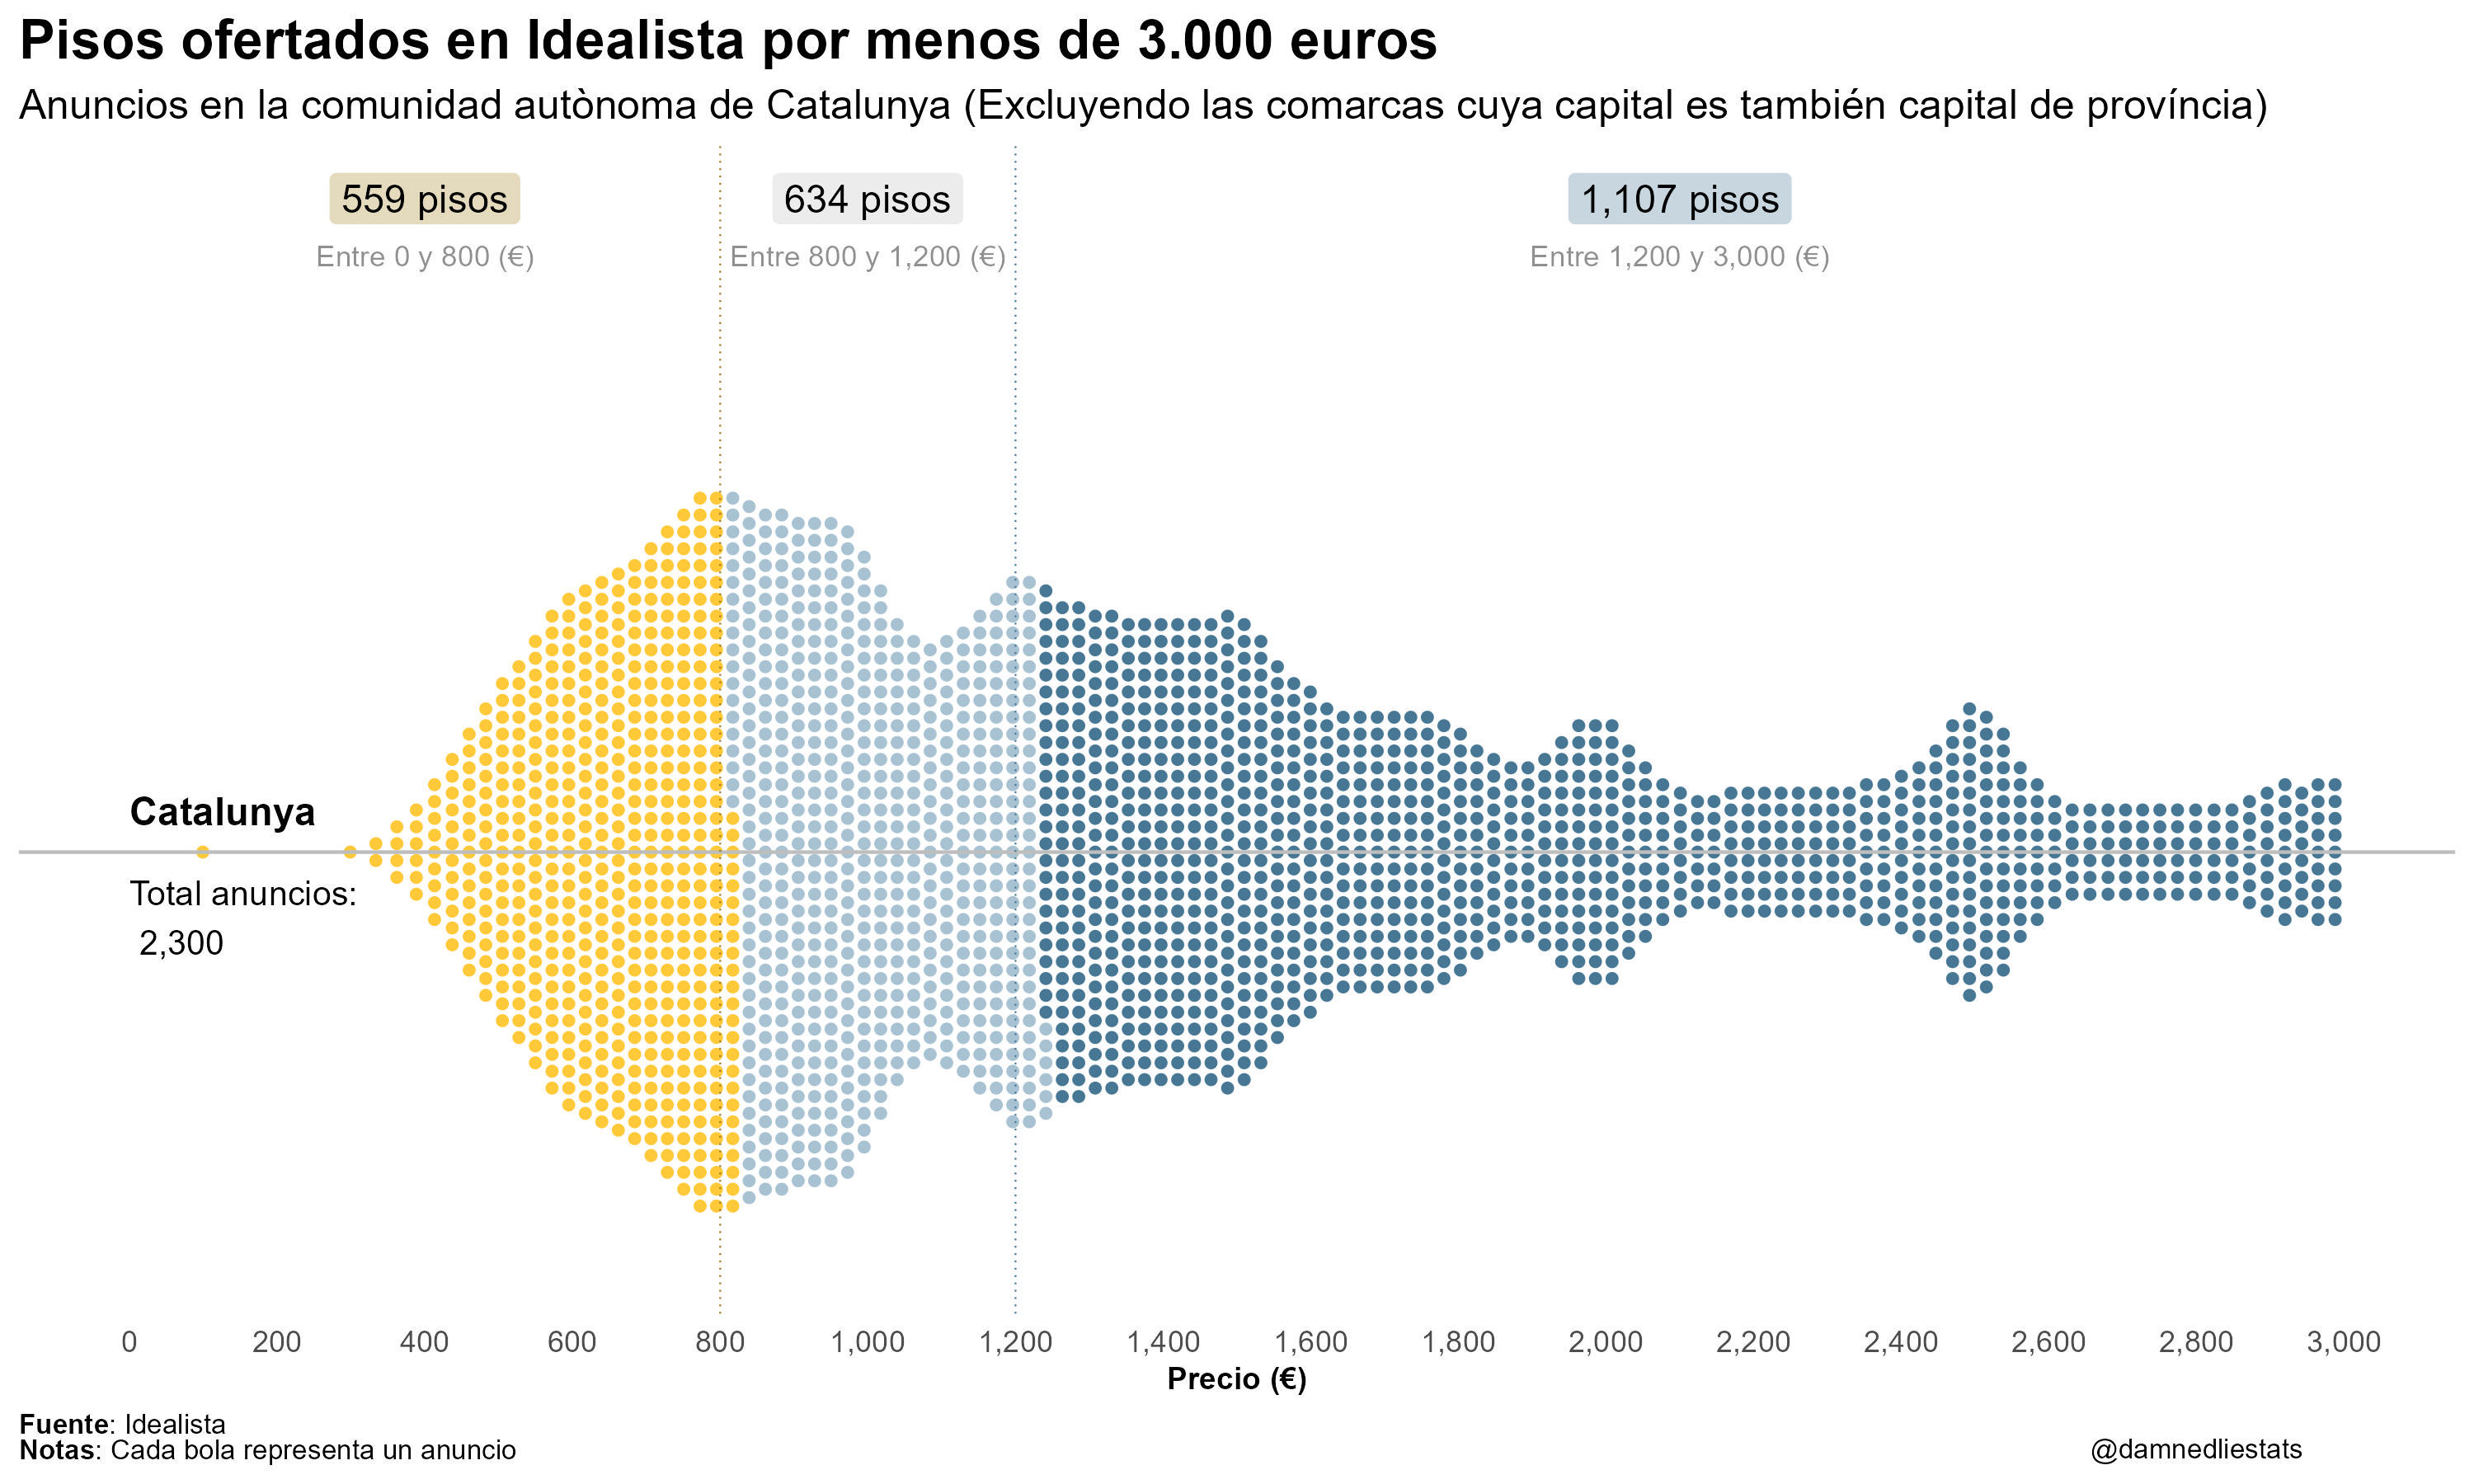 Pisos ofertados en Idealista por menos de 3.000 euros
Anuncios en la comunidad autònoma de Catalunya (Excluyendo las comarcas cuya capital es también capital de província)
559 pisos
634 pisos
1,107 pisos
Entre 0 y 800 (€)
Entre 800 y 1,200 (€)
Entre 1,200 y 3,000 (€)
Catalunya
Total anuncios:
2,300
0 200 400 600 800 1,000 1,200 1,400 1,600 1,800 2,000 2,200 2,400 2,600 2,800 3,000
Precio (€)
Fuente: Idealista
Notas: Cada bola representa un anuncio
@damnedliestats